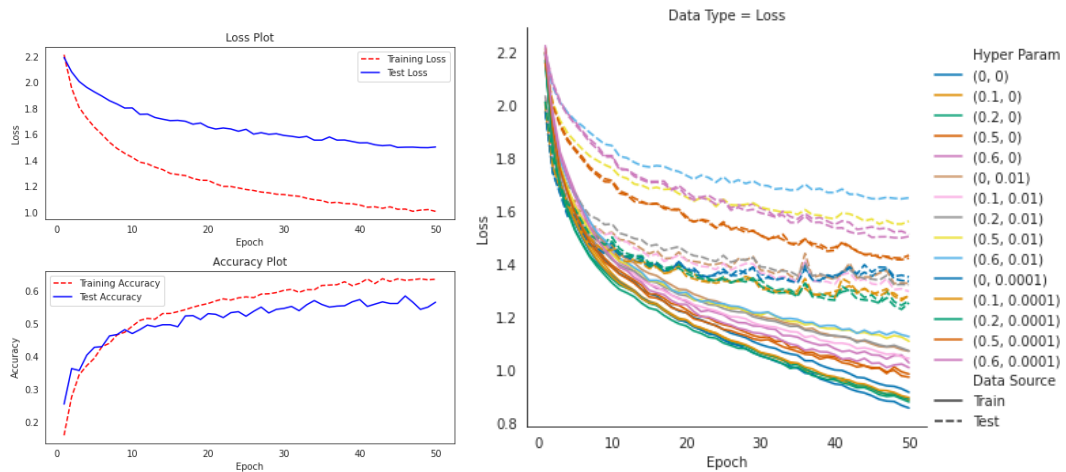 Loss Plot
Loss
2.2
2.0
1.8
1.6
1.4
1.2
1.0
Training Loss
Test Loss
0 10 20 30 40 50
Epoch
Accuracy Plot
Accuracy
0.6
0.5
0.4
0.3
0.2
Training Accuracy
Test Accuracy
0 10 20 30 40 50
Epoch
Data Type = Loss
Loss
2.2
2.0
1.8
1.6
1.4
1.2
1.0
0.8
0 10 20 30 40 50
Epoch
Hyper Param
(0, 0)
(0.1, 0)
(0.2, 0)
(0.5, 0)
(0.6, 0)
(0, 0.01)
(0.1, 0.01)
(0.2, 0.01)
(0.5, 0.01)
(0.6, 0.01)
(0, 0.0001)
(0.1, 0.0001)
(0.2, 0.0001)
(0.5, 0.0001)
(0.6, 0.0001)
Data Source
Train
Test